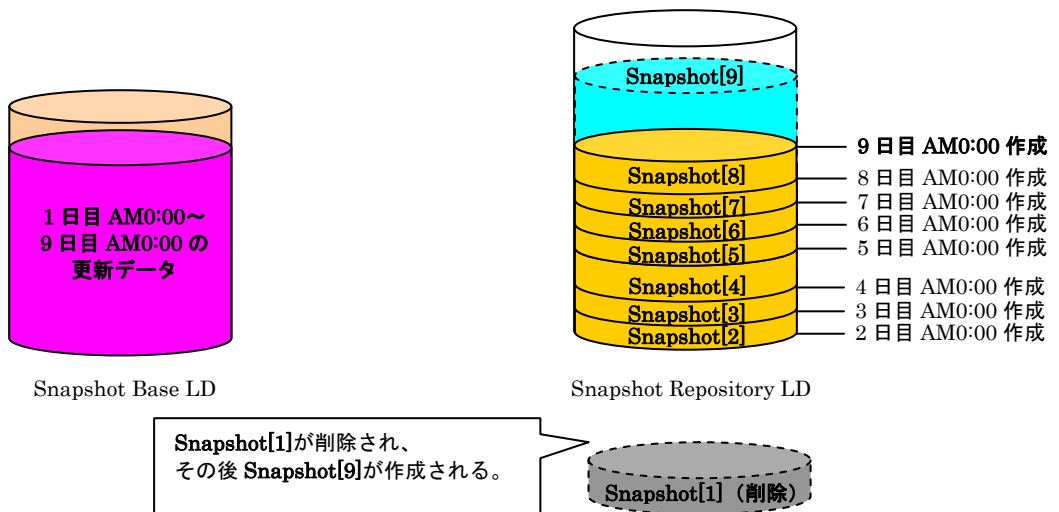 Snapshot[9]
9 日目 AM0:00 作成
Snapshot[8]
8 日目 AM0:00 作成
Snapshot[7]
7 日目 AM0:00 作成
Snapshot[6]
6 日目 AM0:00 作成
Snapshot[5]
5 日目 AM0:00 作成
Snapshot[4]
4 日目 AM0:00 作成
Snapshot[3]
3 日目 AM0:00 作成
Snapshot[2]
2 日目 AM0:00 作成
1 日目 AM0:00～
9 日目 AM0:00 の
更新データ
Snapshot Base LD
Snapshot Repository LD
Snapshot[1]が削除され、
その後 Snapshot[9]が作成される。
Snapshot[1]（削除）